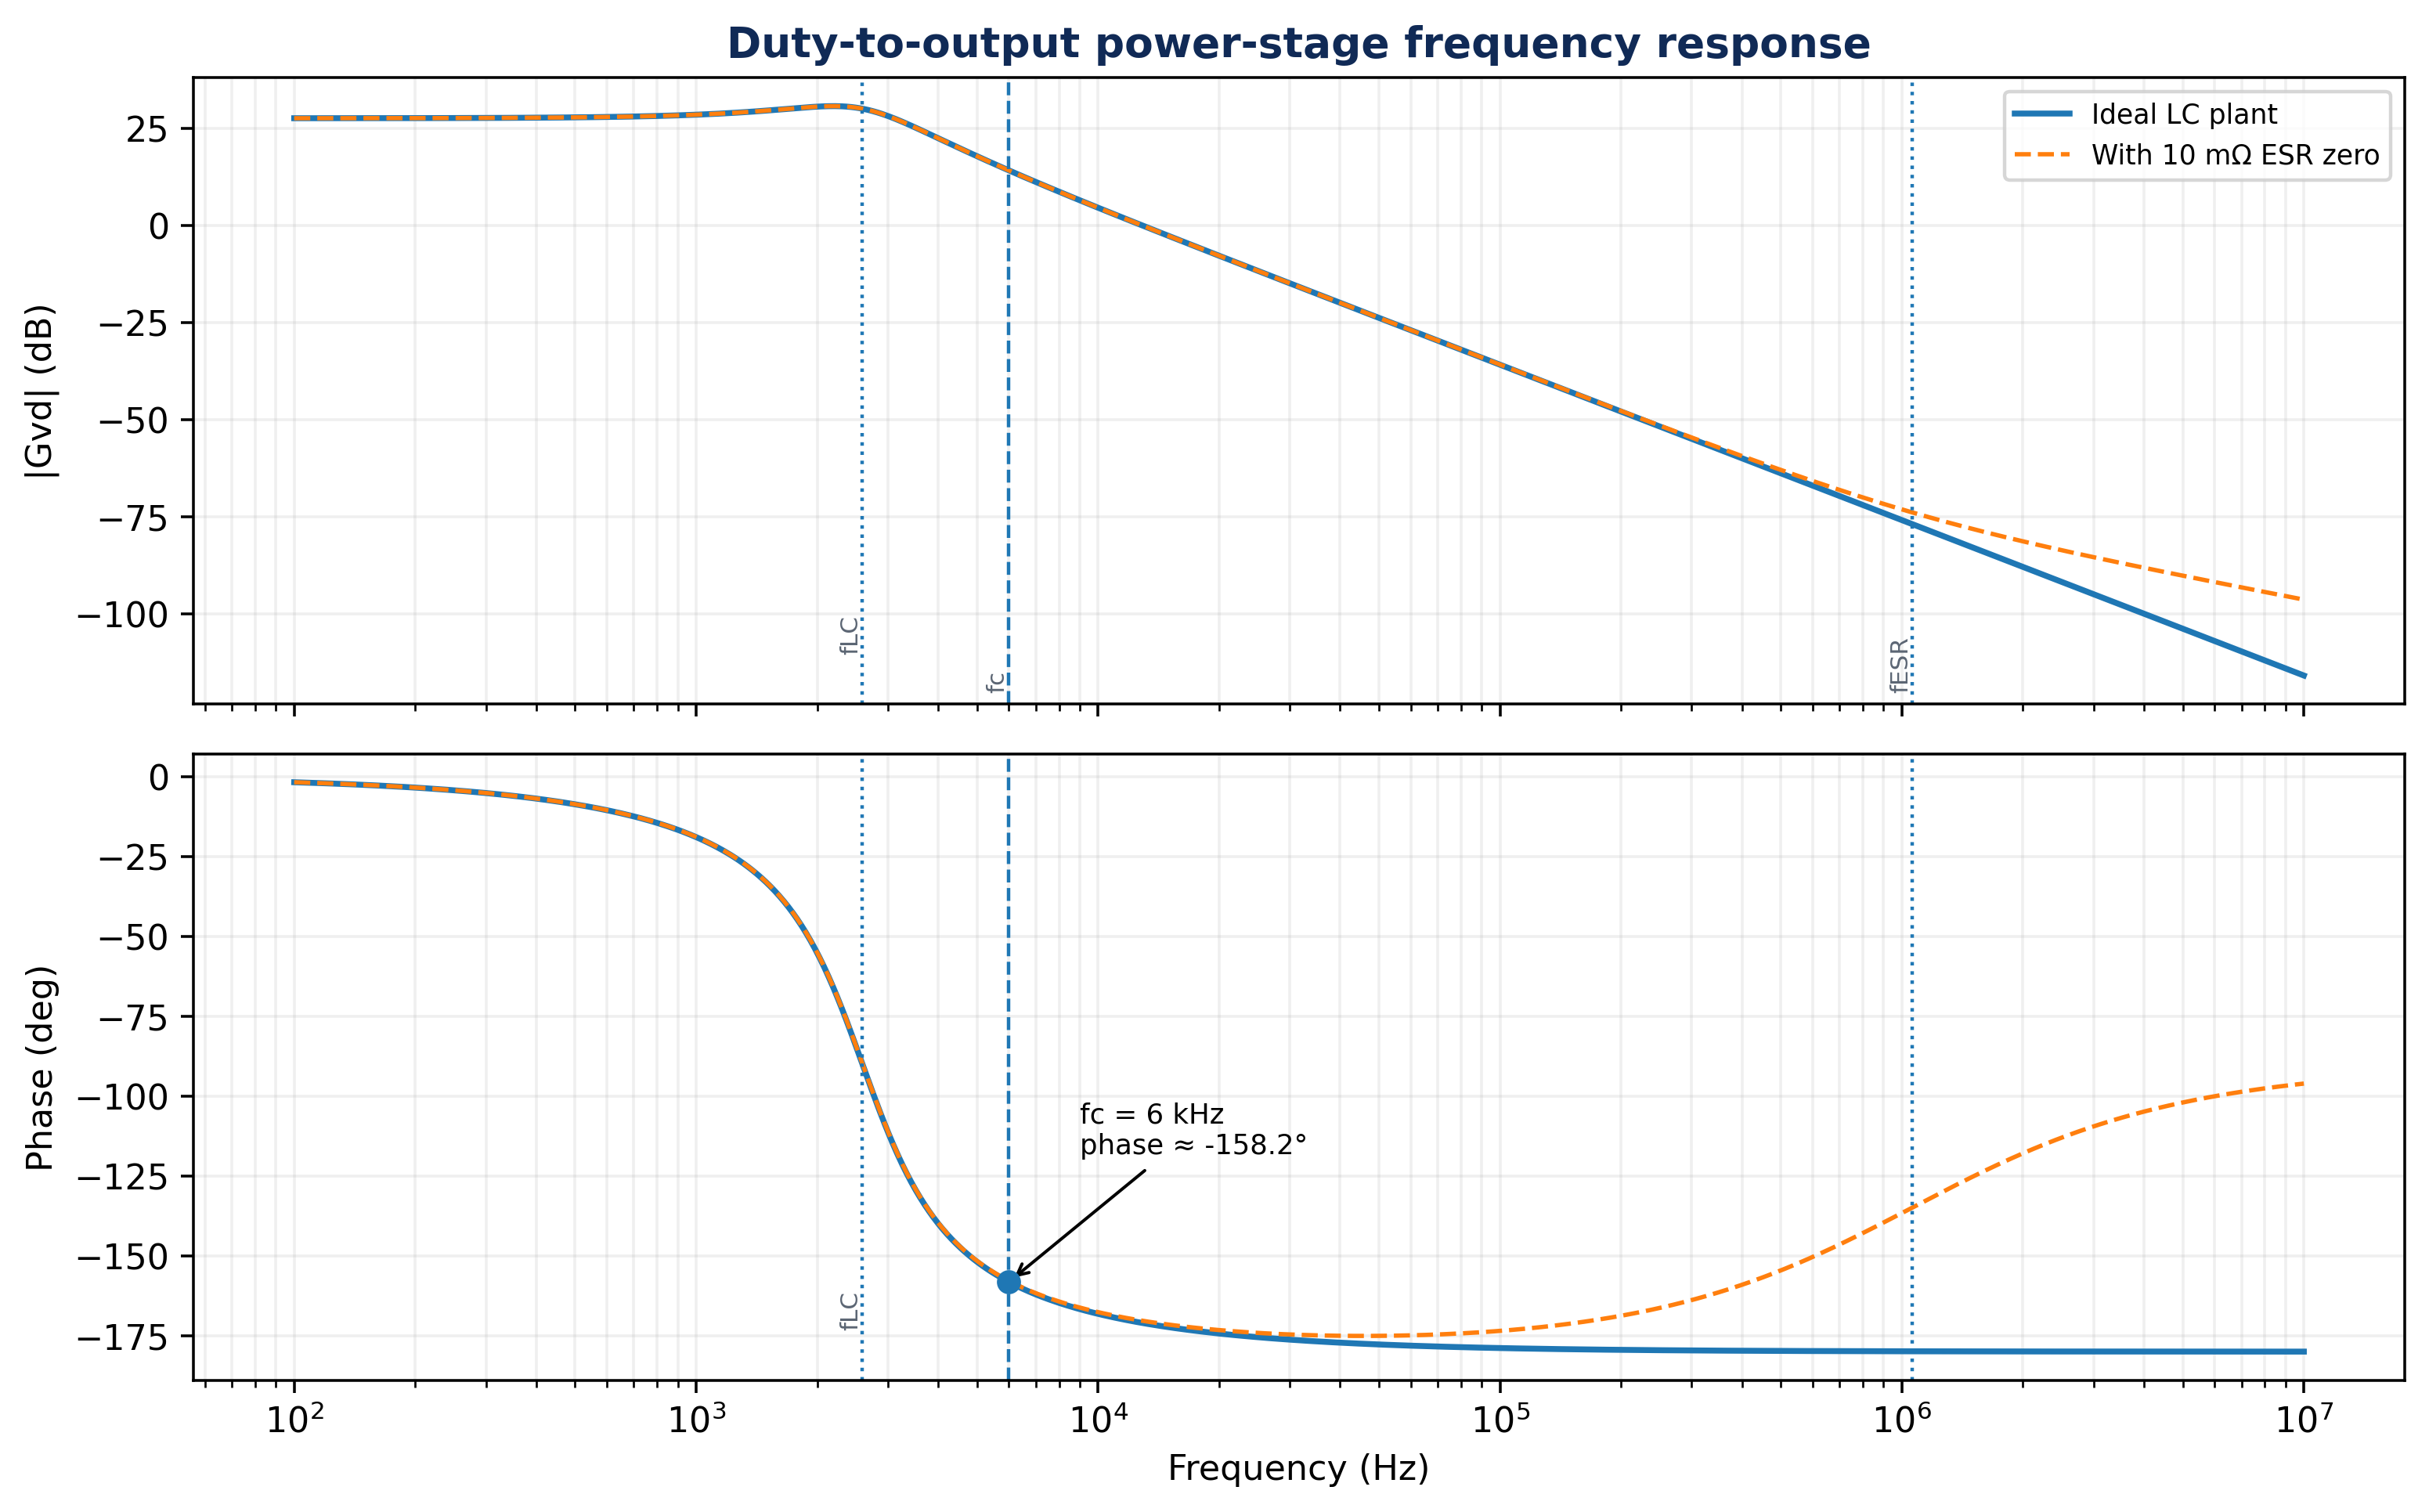 Duty-to-output power-stage frequency response
|Gvd| (dB)
25
0
−25
−50
−75
−100
Ideal LC plant
With 10 mΩ ESR zero
fLC
fc
fESR
Phase (deg)
0
−25
−50
−75
−100
−125
−150
−175
fc = 6 kHz
phase ≈ -158.2°
fLC
10²
10³
10⁴
10⁵
10⁶
10⁷
Frequency (Hz)